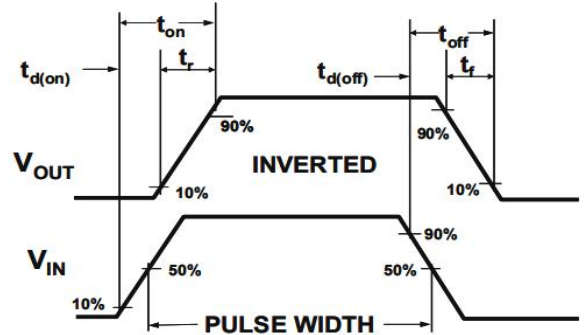 t_on t_off
t_d(on) t_r t_d(off) t_f
90% 90%
V_OUT 10% INVERTED 10%
90%
V_IN 50% 50%
10%
PULSE WIDTH